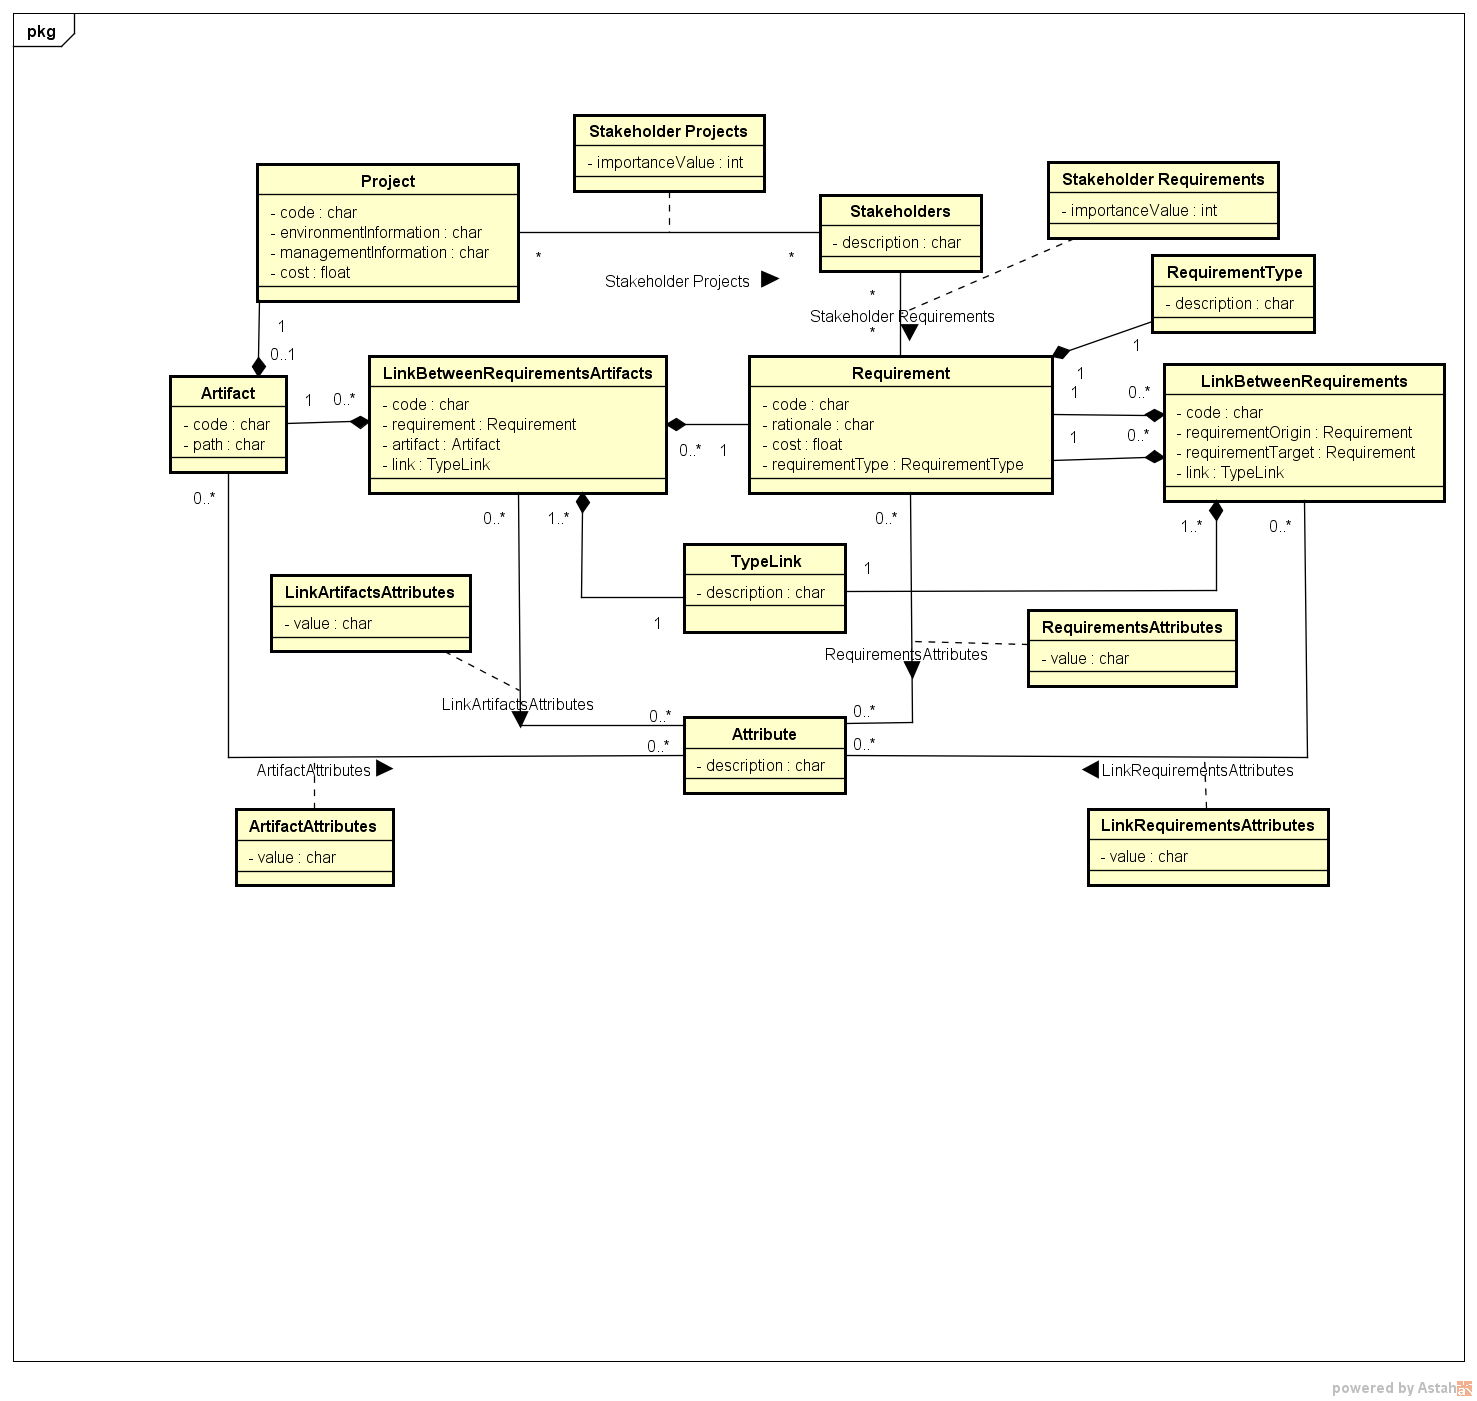 pkg
Stakeholder Projects
- importanceValue : int
Project
- code : char
- environmentInformation : char
- managementInformation : char
- cost : float
Stakeholders
- description : char
Stakeholder Requirements
- importanceValue : int
*
*
Stakeholder Projects
RequirementType
- description : char
*
Stakeholder Requirements
*
1
0..1
1
1
Artifact
- code : char
- path : char
1
0..*
LinkBetweenRequirementsArtifacts
- code : char
- requirement : Requirement
- artifact : Artifact
- link : TypeLink
0..*
1
Requirement
- code : char
- rationale : char
- cost : float
- requirementType : RequirementType
1
0..*
1
0..*
LinkBetweenRequirements
- code : char
- requirementOrigin : Requirement
- requirementTarget : Requirement
- link : TypeLink
0..*
0..*
1..*
0..*
1..*
0..*
TypeLink
- description : char
1
1
LinkArtifactsAttributes
- value : char
RequirementsAttributes
- value : char
RequirementsAttributes
LinkArtifactsAttributes
0..*
0..*
0..*
0..*
Attribute
- description : char
ArtifactAttributes
LinkRequirementsAttributes
ArtifactAttributes
- value : char
LinkRequirementsAttributes
- value : char
powered by Astah